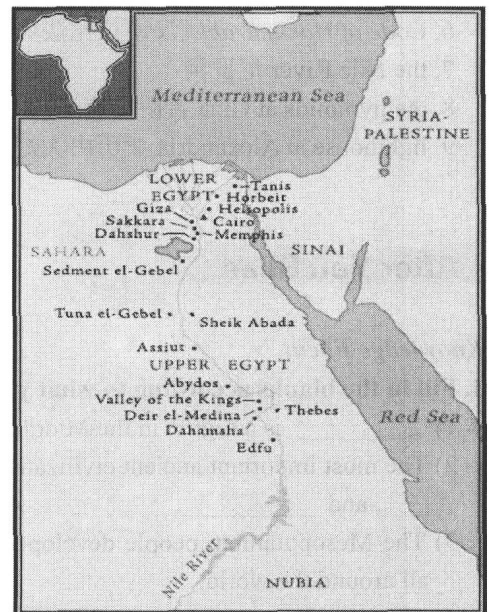 Mediterranean Sea
SYRIA-
PALESTINE
LOWER
EGYPT
Tanis
Horbeit
Giza
Heliopolis
Sakkara
Cairo
Dahshur
Memphis
SAHARA
SINAI
Sedment el-Gebel
Tuna el-Gebel
Sheik Abada
Assiut
UPPER EGYPT
Abydos
Valley of the Kings
Deir el-Medina
Thebes
Red Sea
Dahamsha
Edfu
Nile River
NUBIA